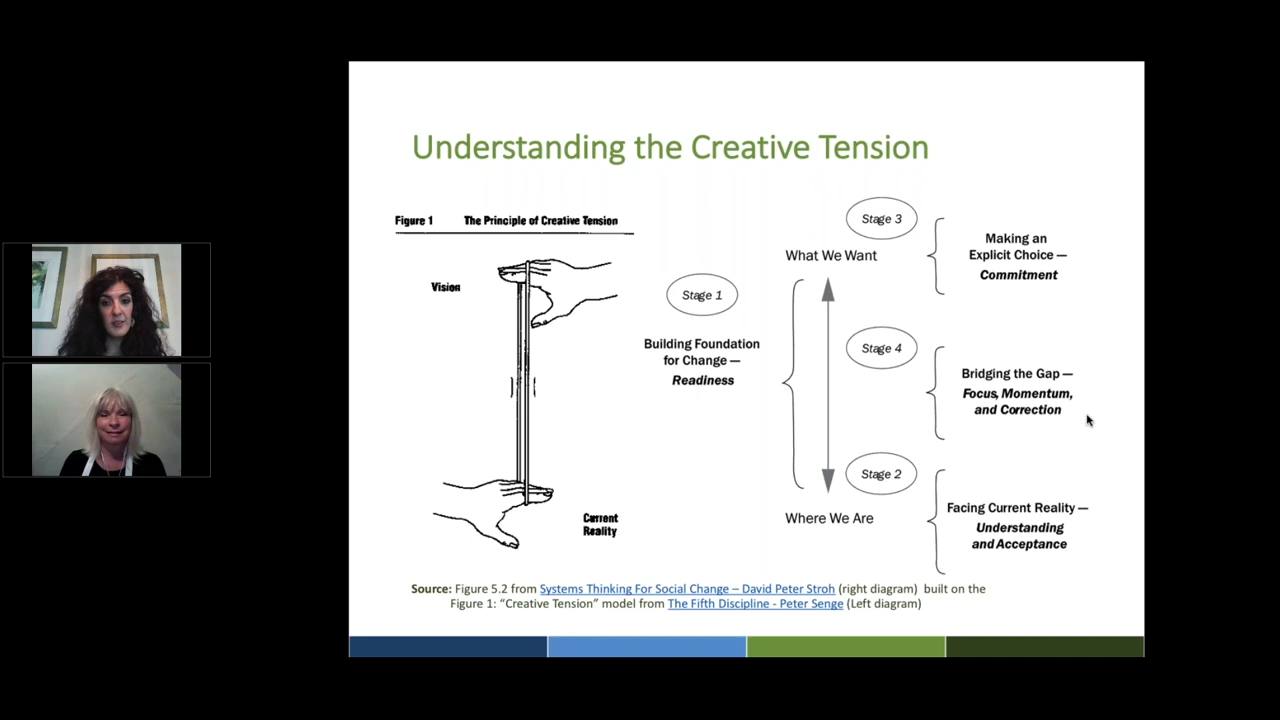 Understanding the Creative Tension
Figure 1 The Principle of Creative Tension
Vision
Current
Reality
Stage 1
Building Foundation
for Change —
Readiness
Stage 3
What We Want
Making an
Explicit Choice —
Commitment
Stage 4
Bridging the Gap —
Focus, Momentum,
and Correction
Stage 2
Where We Are
Facing Current Reality —
Understanding
and Acceptance
Source: Figure 5.2 from Systems Thinking For Social Change – David Peter Stroh (right diagram) built on the
Figure 1: “Creative Tension” model from The Fifth Discipline - Peter Senge (Left diagram)